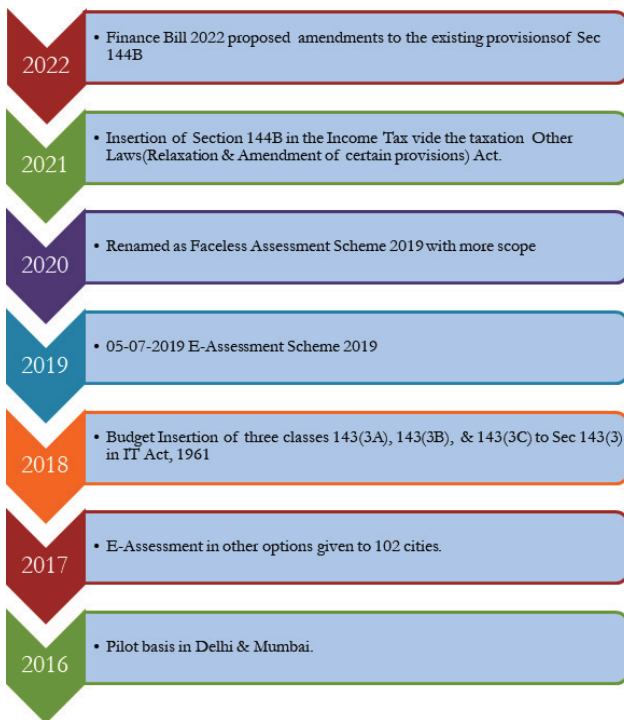 2022
• Finance Bill 2022 proposed amendments to the existing provisionsof Sec
144B
2021
• Insertion of Section 144B in the Income Tax vide the taxation Other
Laws(Relaxation & Amendment of certain provisions) Act.
2020
• Renamed as Faceless Assessment Scheme 2019 with more scope
2019
• 05-07-2019 E-Assessment Scheme 2019
2018
• Budget Insertion of three classes 143(3A), 143(3B), & 143(3C) to Sec 143(3)
in IT Act, 1961
2017
• E-Assessment in other options given to 102 cities.
2016
• Pilot basis in Delhi & Mumbai.